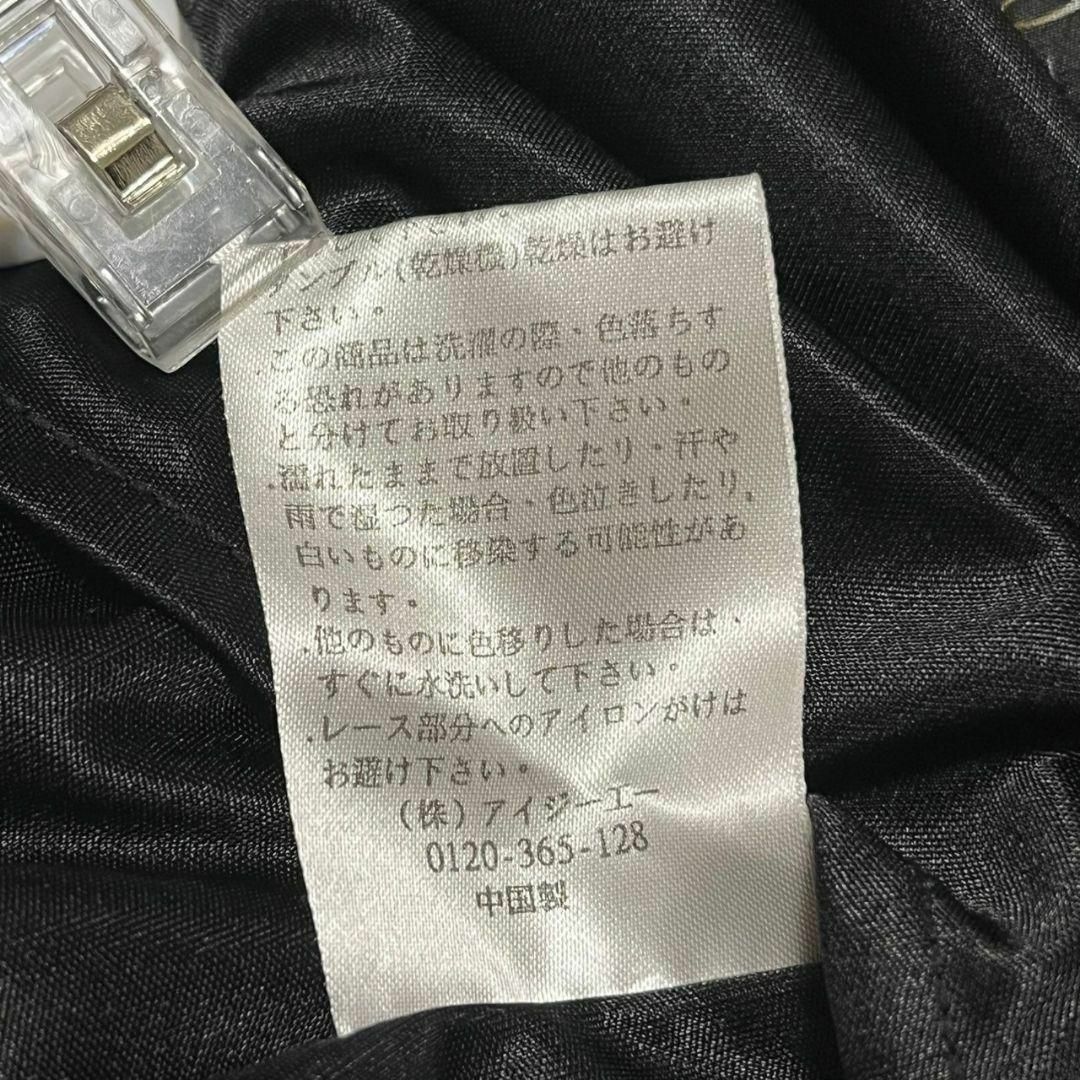 タンブル(乾燥機)乾燥はお避け
下さい。
.この商品は洗濯の際・色落ちす
る恐れがありますので他のもの
と分けてお取り扱い下さい。
.濡れたままで放置したり・汗や
雨で湿つた場合・色泣きしたり.
白いものに移染する可能性があ
ります。
.他のものに色移りした場合は・
すぐに水洗いして下さい。
.レース部分へのアイロンがけは
お避け下さい。
(株)アイジーエー
0120-365-128
中国製